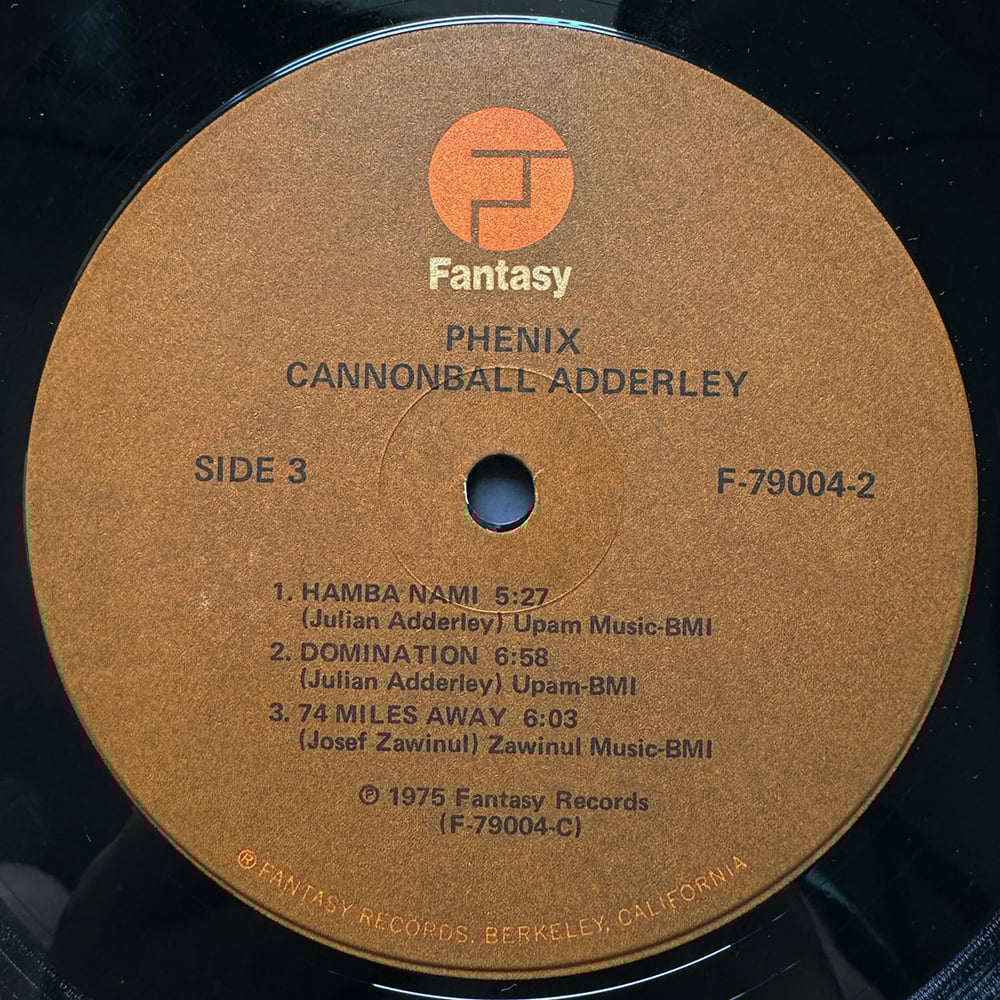 Fantasy
PHENIX
CANNONBALL ADDERLEY
SIDE 3
F-79004-2
1. HAMBA NAMI 5:27
(Julian Adderley) Upam Music-BMI
2. DOMINATION 6:58
(Julian Adderley) Upam-BMI
3. 74 MILES AWAY 6:03
(Josef Zawinul) Zawinul Music-BMI
℗ 1975 Fantasy Records
(F-79004-C)
® FANTASY RECORDS, BERKELEY, CALIFORNIA